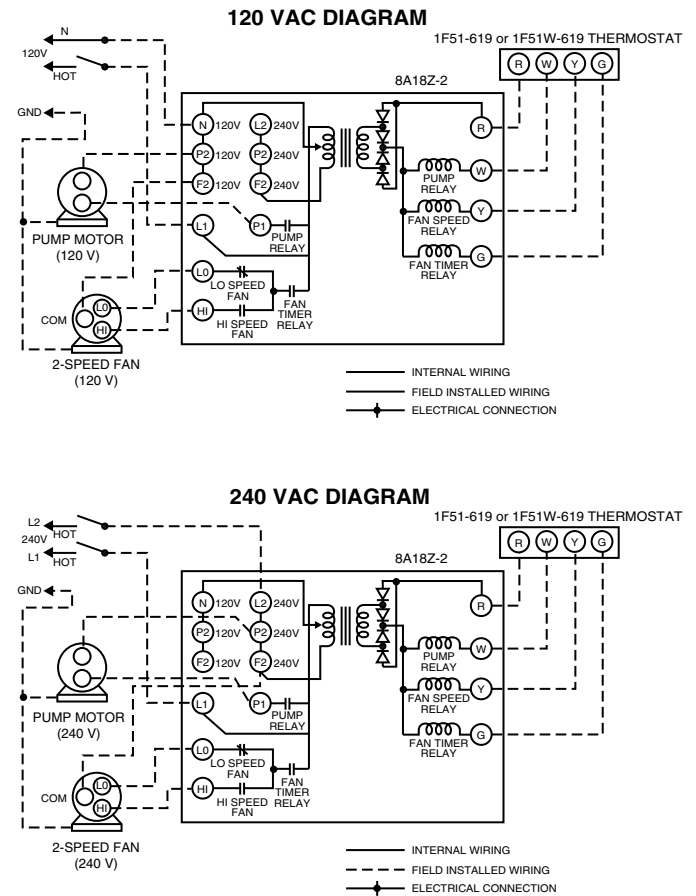 120 VAC DIAGRAM
1F51-619 or 1F51W-619 THERMOSTAT
N
120V
HOT
R W Y G
8A18Z-2
GND
N 120V L2 240V
R
P2 120V P2 240V
F2 120V F2 240V
W
PUMP
RELAY
Y
FAN SPEED
RELAY
L1
P1
PUMP
RELAY
G
FAN TIMER
RELAY
PUMP MOTOR
(120 V)
L0
LO SPEED
FAN
HI
HI SPEED
FAN
FAN
TIMER
RELAY
COM
L0
HI
2-SPEED FAN
(120 V)
INTERNAL WIRING
FIELD INSTALLED WIRING
ELECTRICAL CONNECTION
240 VAC DIAGRAM
1F51-619 or 1F51W-619 THERMOSTAT
L2
HOT
240V
L1
HOT
R W Y G
8A18Z-2
GND
N 120V L2 240V
R
P2 120V P2 240V
F2 120V F2 240V
W
PUMP
RELAY
Y
FAN SPEED
RELAY
L1
P1
PUMP
RELAY
G
FAN TIMER
RELAY
PUMP MOTOR
(240 V)
L0
LO SPEED
FAN
HI
HI SPEED
FAN
FAN
TIMER
RELAY
COM
L0
HI
2-SPEED FAN
(240 V)
INTERNAL WIRING
FIELD INSTALLED WIRING
ELECTRICAL CONNECTION